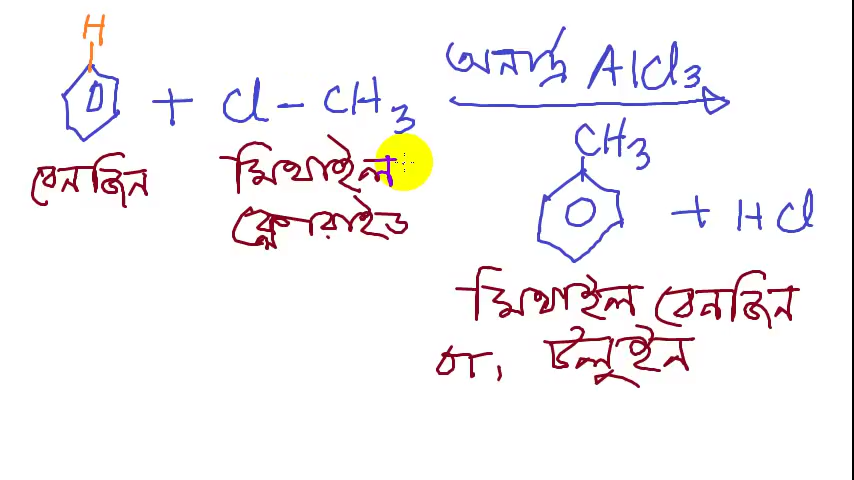 H
+ Cl – CH3 অনার্দ্র AlCl3
বেনজিন মিথাইল
ক্লোরাইড
CH3
+ HCl
মিথাইল বেনজিন
বা, টলুইন